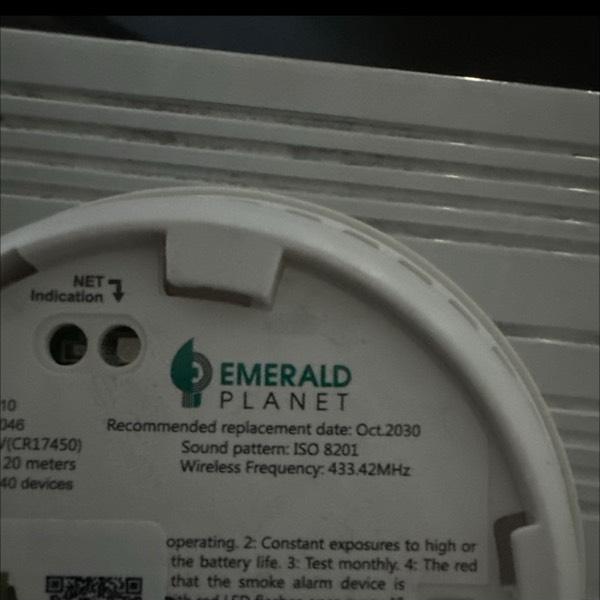 NET
Indication
EMERALD
PLANET
10
046
Recommended replacement date: Oct.2030
/(CR17450)
Sound pattern: ISO 8201
20 meters
Wireless Frequency: 433.42MHz
40 devices
operating. 2: Constant exposures to high or
the battery life. 3: Test monthly. 4: The red
that the smoke alarm device is